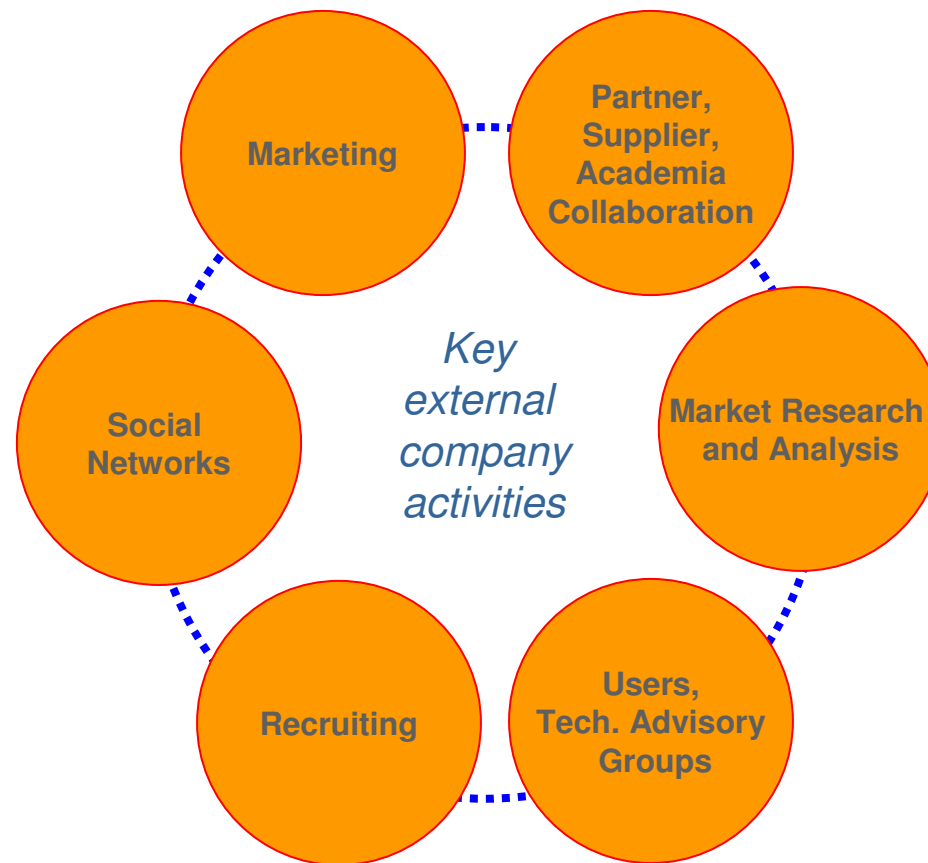 Marketing
Partner,
Supplier,
Academia
Collaboration
Key
external
company
activities
Social
Networks
Market Research
and Analysis
Recruiting
Users,
Tech. Advisory
Groups